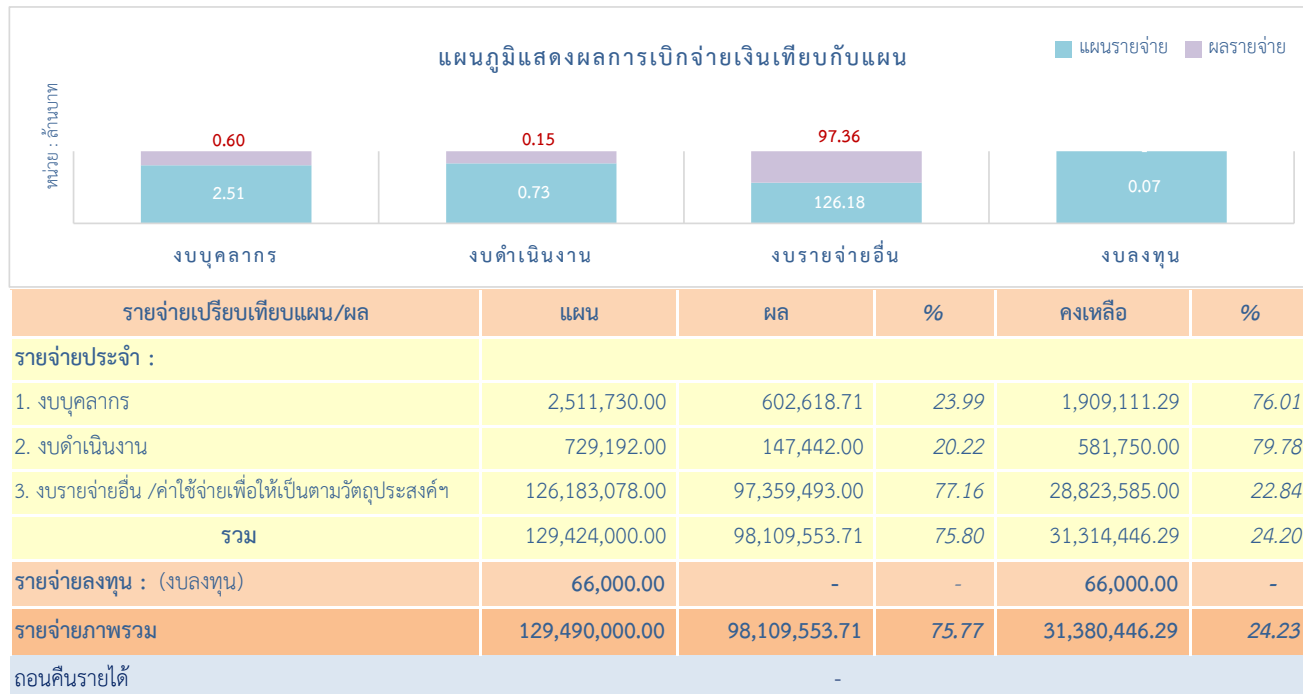 แผนภูมิแสดงผลการเบิกจ่ายเงินเทียบกับแผน
แผนรายจ่าย ผลรายจ่าย
หน่วย : ล้านบาท
0.60 0.15 97.36 -
2.51 0.73 126.18 0.07
งบบุคลากร งบดำเนินงาน งบรายจ่ายอื่น งบลงทุน
รายจ่ายเปรียบเทียบแผน/ผล แผน ผล % คงเหลือ %
รายจ่ายประจำ :
1. งบบุคลากร 2,511,730.00 602,618.71 23.99 1,909,111.29 76.01
2. งบดำเนินงาน 729,192.00 147,442.00 20.22 581,750.00 79.78
3. งบรายจ่ายอื่น /ค่าใช้จ่ายเพื่อให้เป็นตามวัตถุประสงค์ฯ 126,183,078.00 97,359,493.00 77.16 28,823,585.00 22.84
รวม 129,424,000.00 98,109,553.71 75.80 31,314,446.29 24.20
รายจ่ายลงทุน : (งบลงทุน) 66,000.00 - - 66,000.00 -
รายจ่ายภาพรวม 129,490,000.00 98,109,553.71 75.77 31,380,446.29 24.23
ถอนคืนรายได้ -